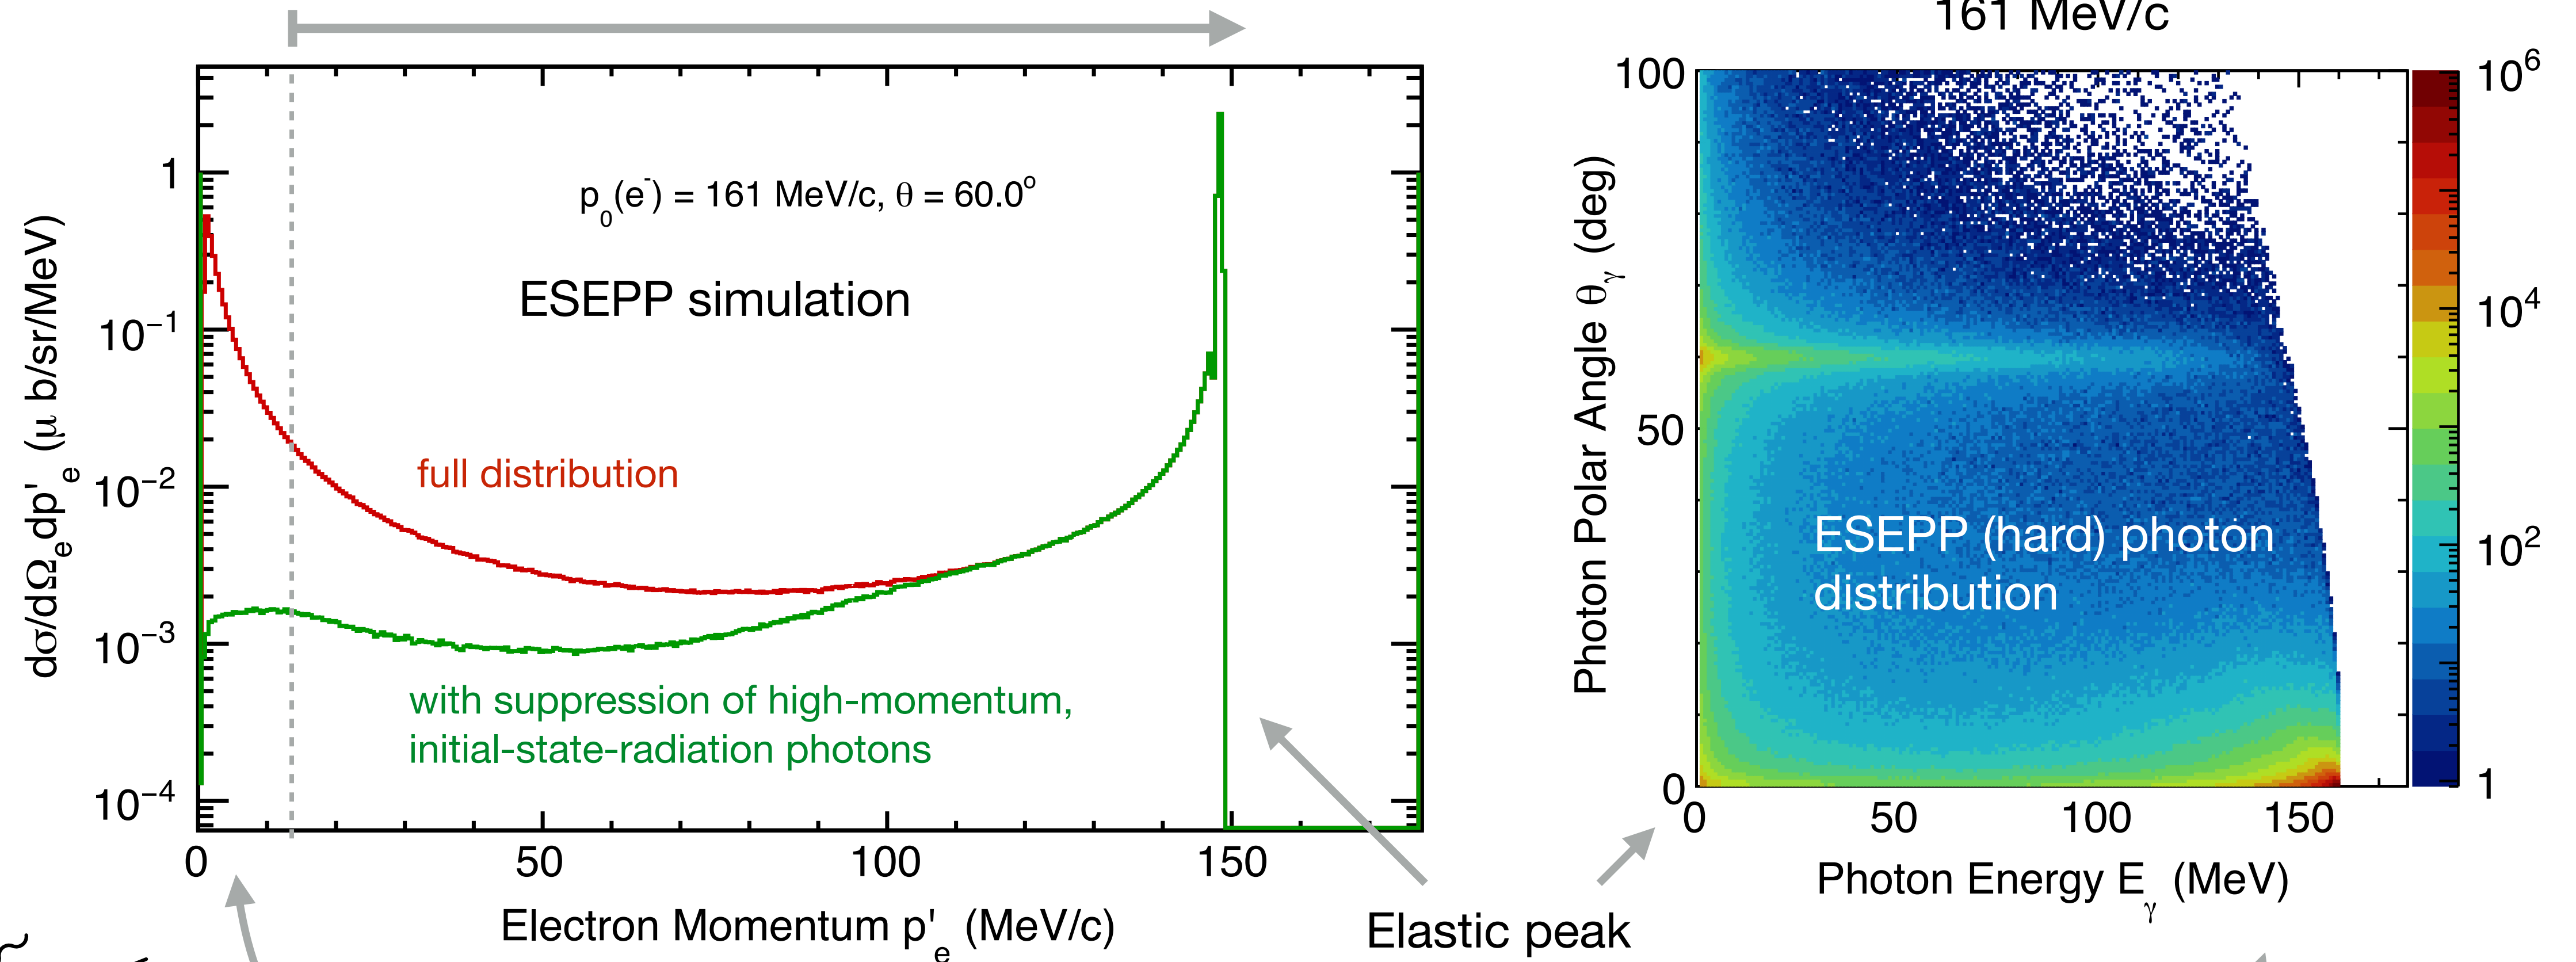 161 MeV/c
p₀(e⁻) = 161 MeV/c, θ = 60.0°
ESEPP simulation
full distribution
with suppression of high-momentum,
initial-state-radiation photons
dσ/dΩₑdp'ₑ (μ b/sr/MeV)
1
10⁻¹
10⁻²
10⁻³
10⁻⁴
0 50 100 150
Electron Momentum p'ₑ (MeV/c)
Elastic peak
Photon Polar Angle θᵧ (deg)
100
50
0
ESEPP (hard) photon
distribution
0 50 100 150
Photon Energy Eᵧ (MeV)
10⁶
10⁴
10²
1